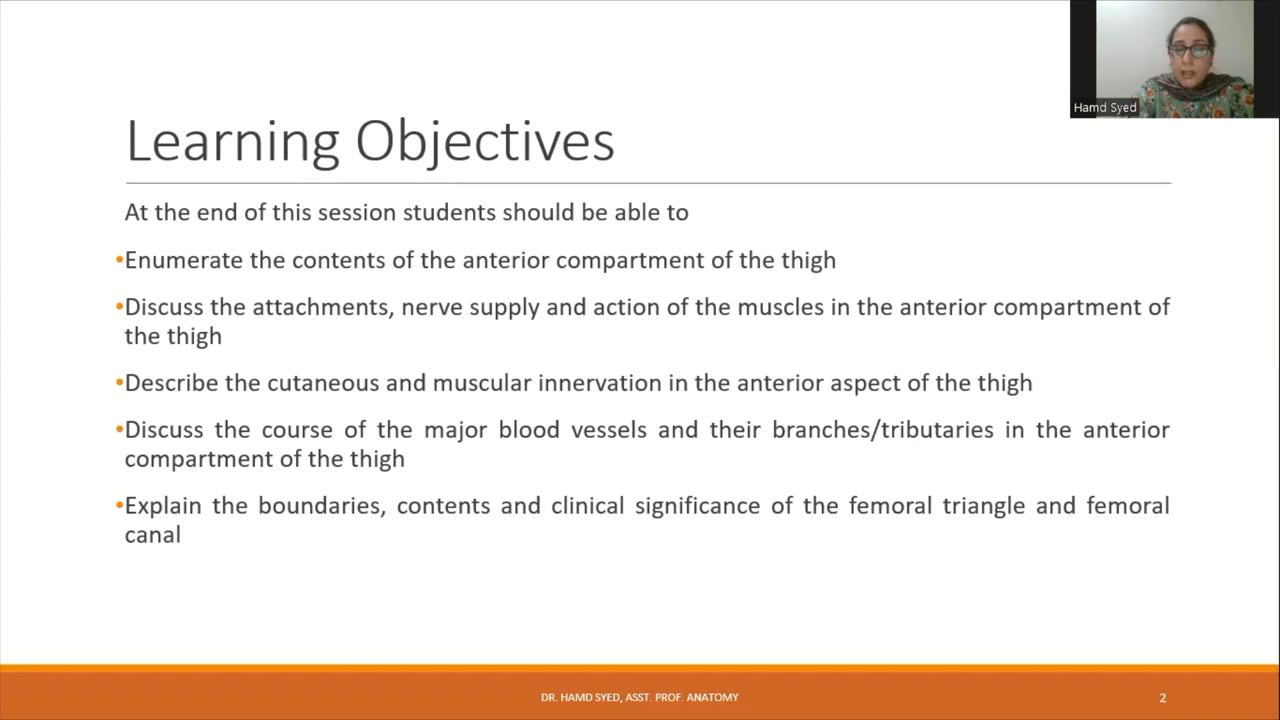 Hamd Syed
Learning Objectives
At the end of this session students should be able to
•Enumerate the contents of the anterior compartment of the thigh
•Discuss the attachments, nerve supply and action of the muscles in the anterior compartment of
the thigh
•Describe the cutaneous and muscular innervation in the anterior aspect of the thigh
•Discuss the course of the major blood vessels and their branches/tributaries in the anterior
compartment of the thigh
•Explain the boundaries, contents and clinical significance of the femoral triangle and femoral
canal
DR. HAMD SYED, ASST. PROF. ANATOMY
2